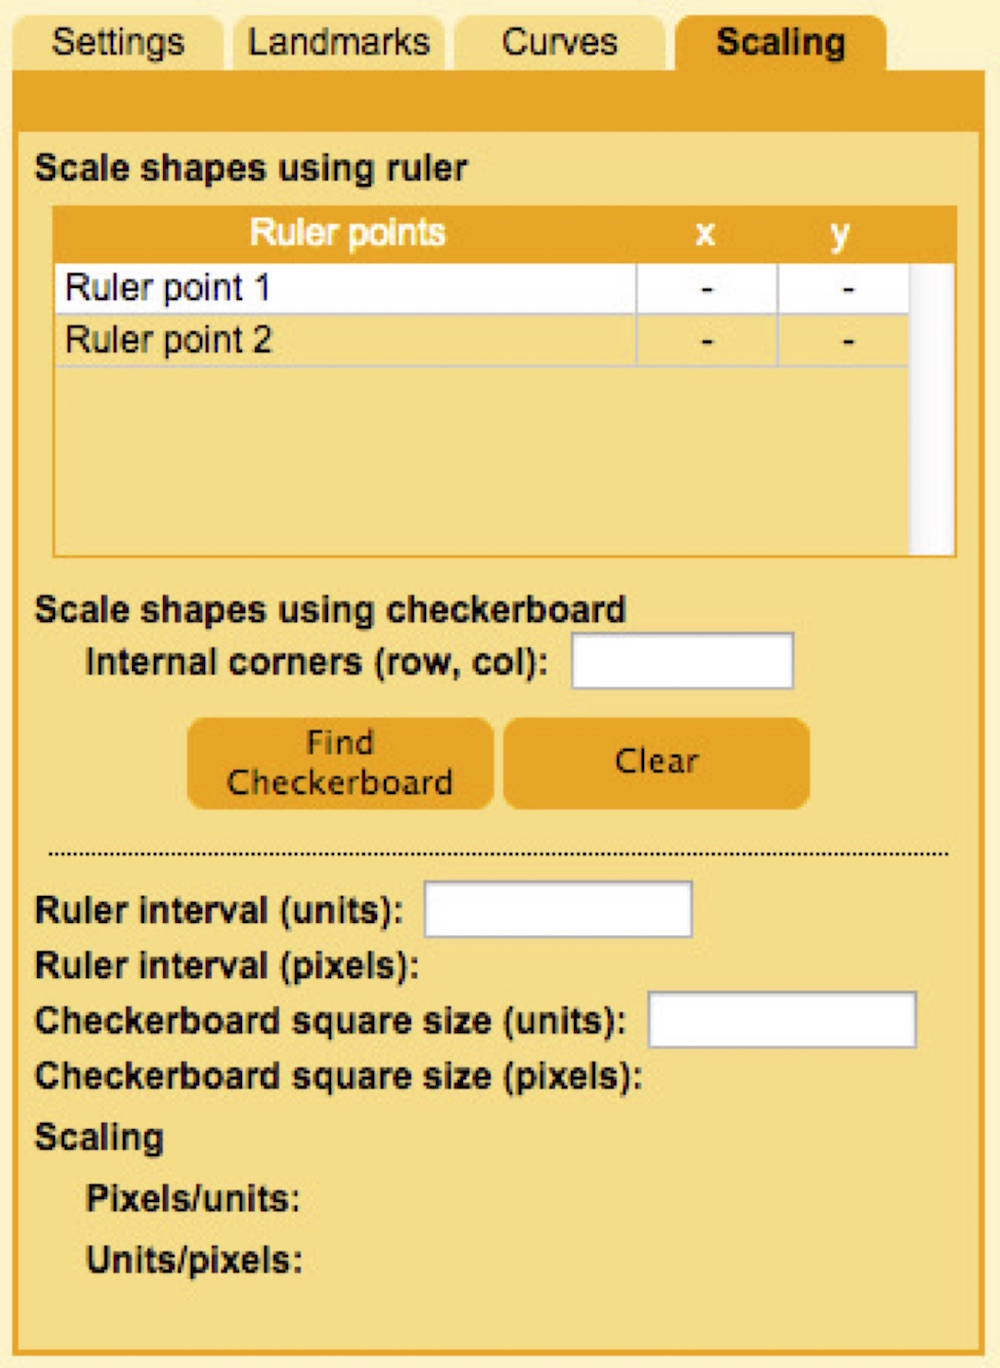 Settings Landmarks Curves Scaling
Scale shapes using ruler
Ruler points x y
Ruler point 1 - -
Ruler point 2 - -
Scale shapes using checkerboard
Internal corners (row, col):
Find
Checkerboard
Clear
Ruler interval (units):
Ruler interval (pixels):
Checkerboard square size (units):
Checkerboard square size (pixels):
Scaling
Pixels/units:
Units/pixels: